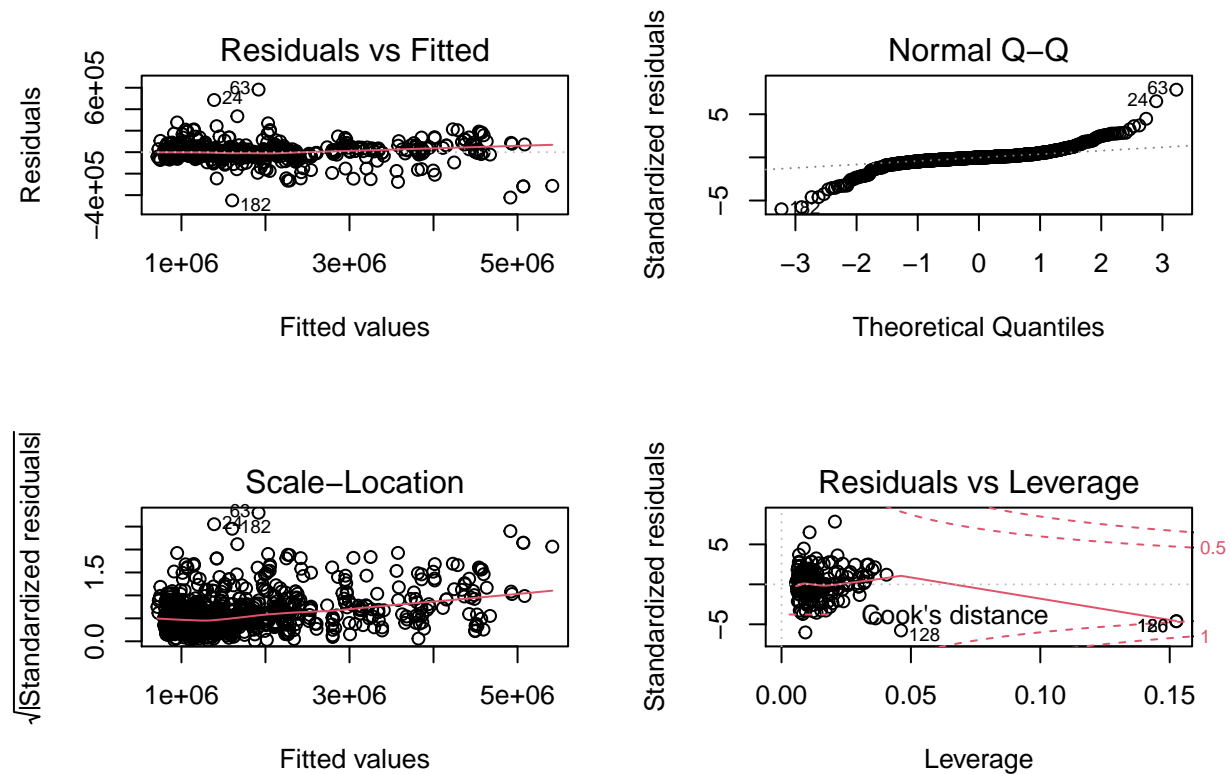 Residuals vs Fitted
Residuals
6e+05
−4e+05
63
24
182
1e+06 3e+06 5e+06
Fitted values
Normal Q−Q
Standardized residuals
5
−5
63
24
−3 −2 −1 0 1 2 3
Theoretical Quantiles
Scale−Location
√|Standardized residuals|
1.5
0.0
63
182
1e+06 3e+06 5e+06
Fitted values
Residuals vs Leverage
Standardized residuals
5
−5
0.5
1
Cook's distance
128
0.00 0.05 0.10 0.15
Leverage